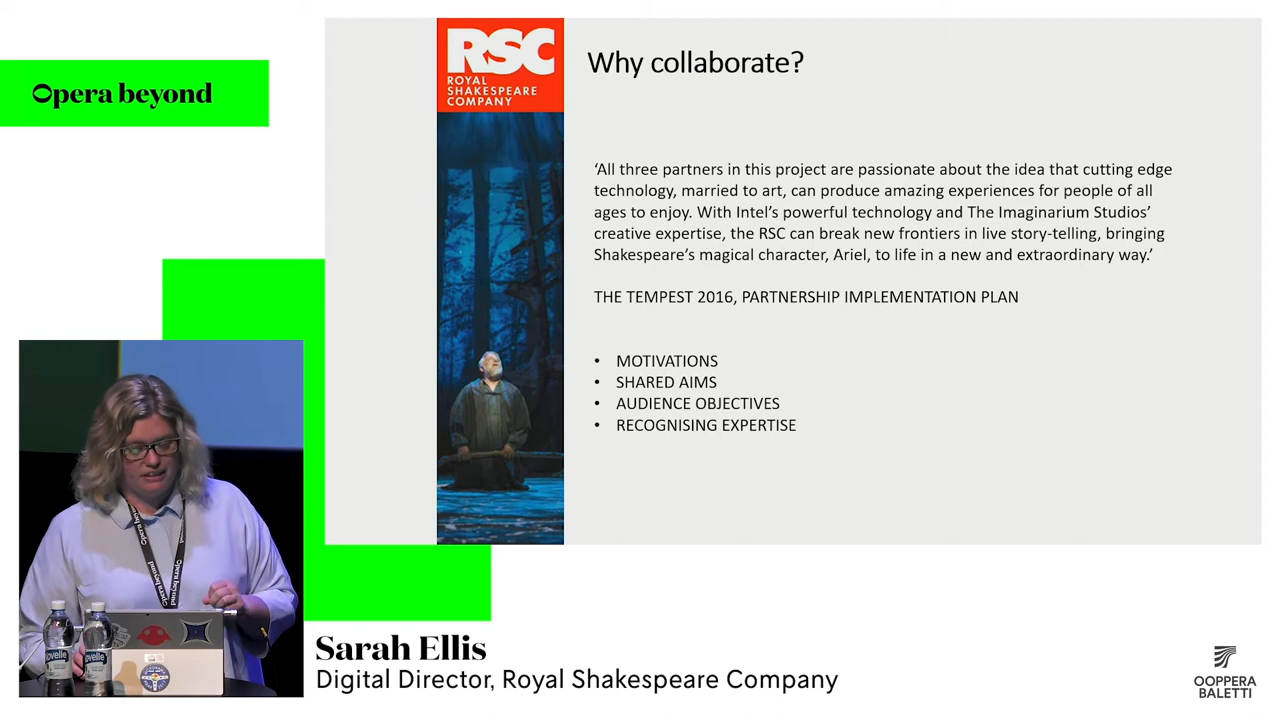 Opera beyond
RSC
ROYAL
SHAKESPEARE
COMPANY
Why collaborate?
‘All three partners in this project are passionate about the idea that cutting edge
technology, married to art, can produce amazing experiences for people of all
ages to enjoy. With Intel’s powerful technology and The Imaginarium Studios’
creative expertise, the RSC can break new frontiers in live story-telling, bringing
Shakespeare’s magical character, Ariel, to life in a new and extraordinary way.’
THE TEMPEST 2016, PARTNERSHIP IMPLEMENTATION PLAN
• MOTIVATIONS
• SHARED AIMS
• AUDIENCE OBJECTIVES
• RECOGNISING EXPERTISE
Opera beyond
Sarah Ellis
Digital Director, Royal Shakespeare Company
OOPPERA
BALETTI